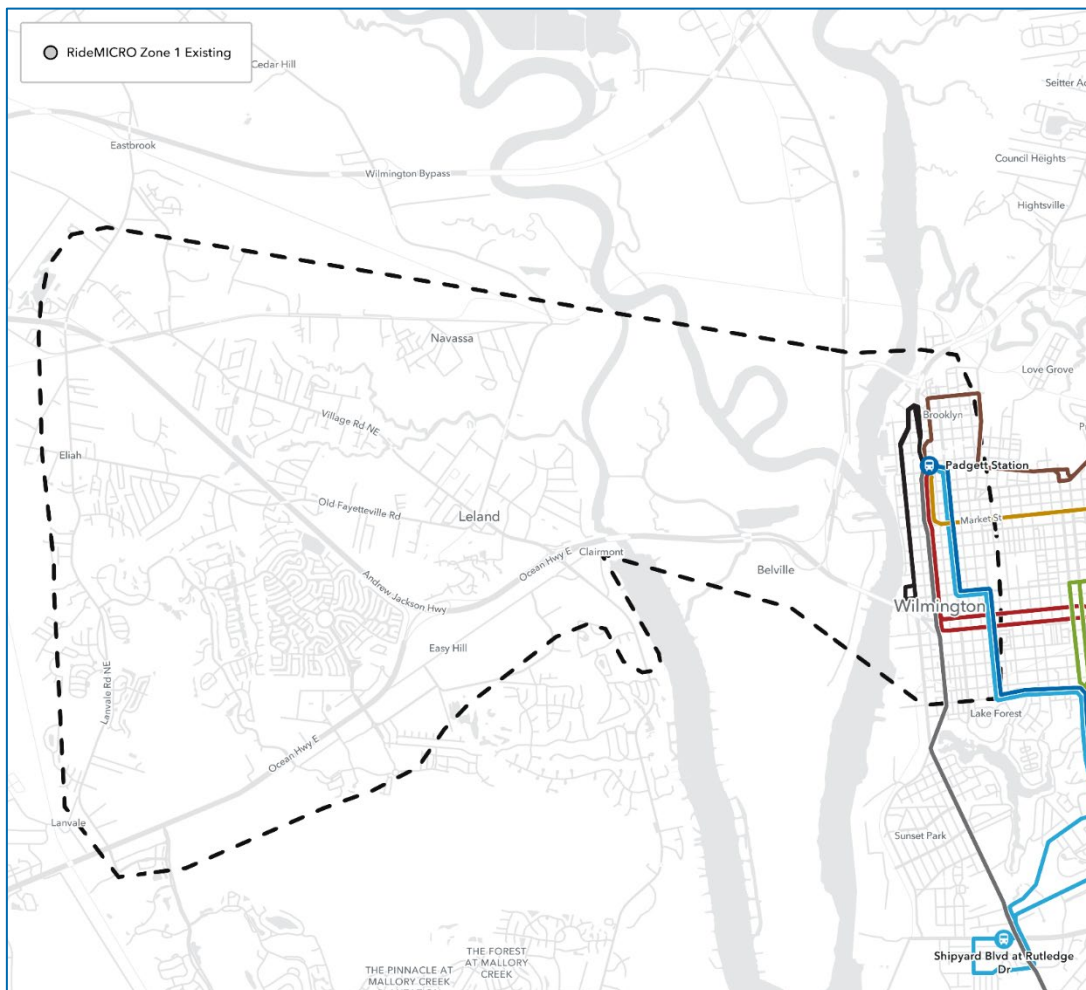 RideMICRO Zone 1 Existing
Cedar Hill
Seitter Ac
Eastbrook
Council Heights
Wilmington Bypass
Hightsville
Navassa
Love Grove
Village Rd NE
Brooklyn
Eliah
Padgett Station
Old Fayetteville Rd
Leland
Market St
Clairmont
Ocean Hwy E
Belville
Andrew Jackson Hwy
Wilmington
Easy Hill
Lanvale Rd NE
Lake Forest
Ocean Hwy E
Lanvale
Sunset Park
THE FOREST
AT MALLORY
CREEK
Shipyard Blvd at Rutledge
Dr
THE PINNACLE AT
MALLORY CREEK